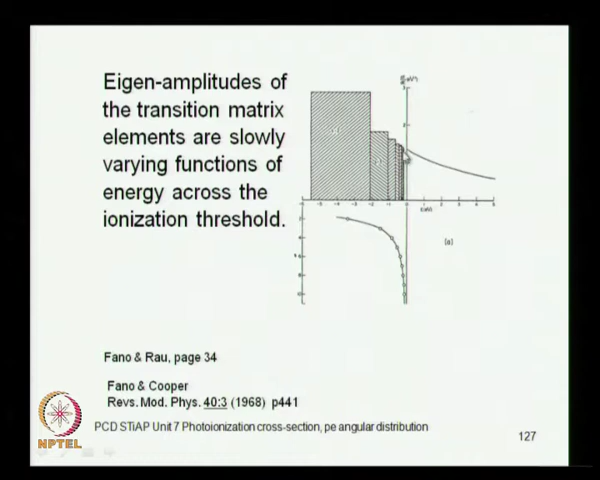 Eigen-amplitudes of
the transition matrix
elements are slowly
varying functions of
energy across the
ionization threshold.
(a)
Fano & Rau, page 34
Fano & Cooper
Revs. Mod. Phys. 40:3 (1968) p441
PCD STiAP Unit 7 Photoionization cross-section, pe angular distribution
127
NPTEL